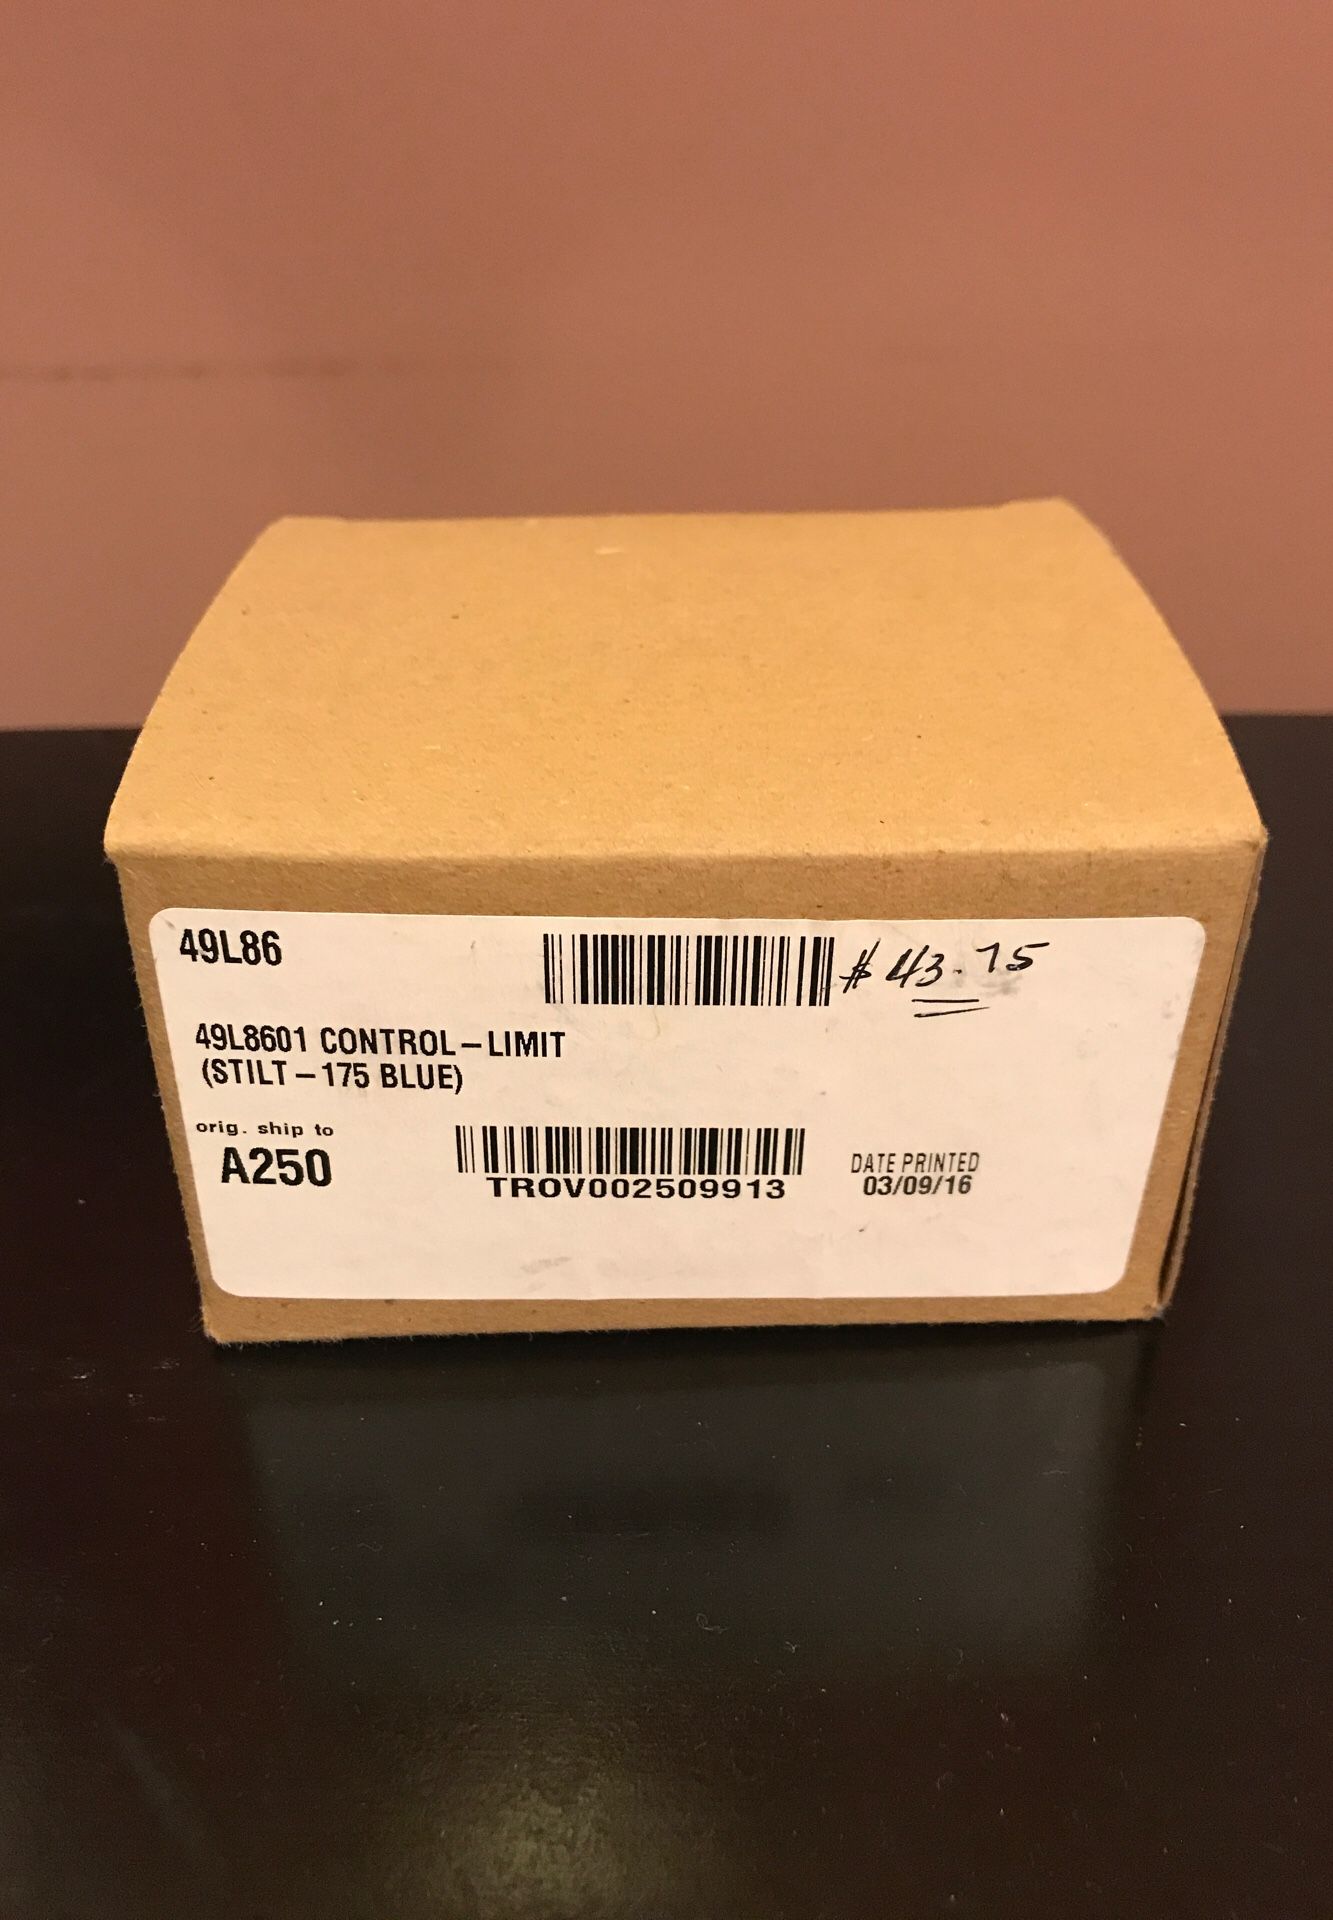 49L86
$ 43.75
49L8601 CONTROL–LIMIT
(STILT–175 BLUE)
orig. ship to
A250
TROV002509913
DATE PRINTED
03/09/16